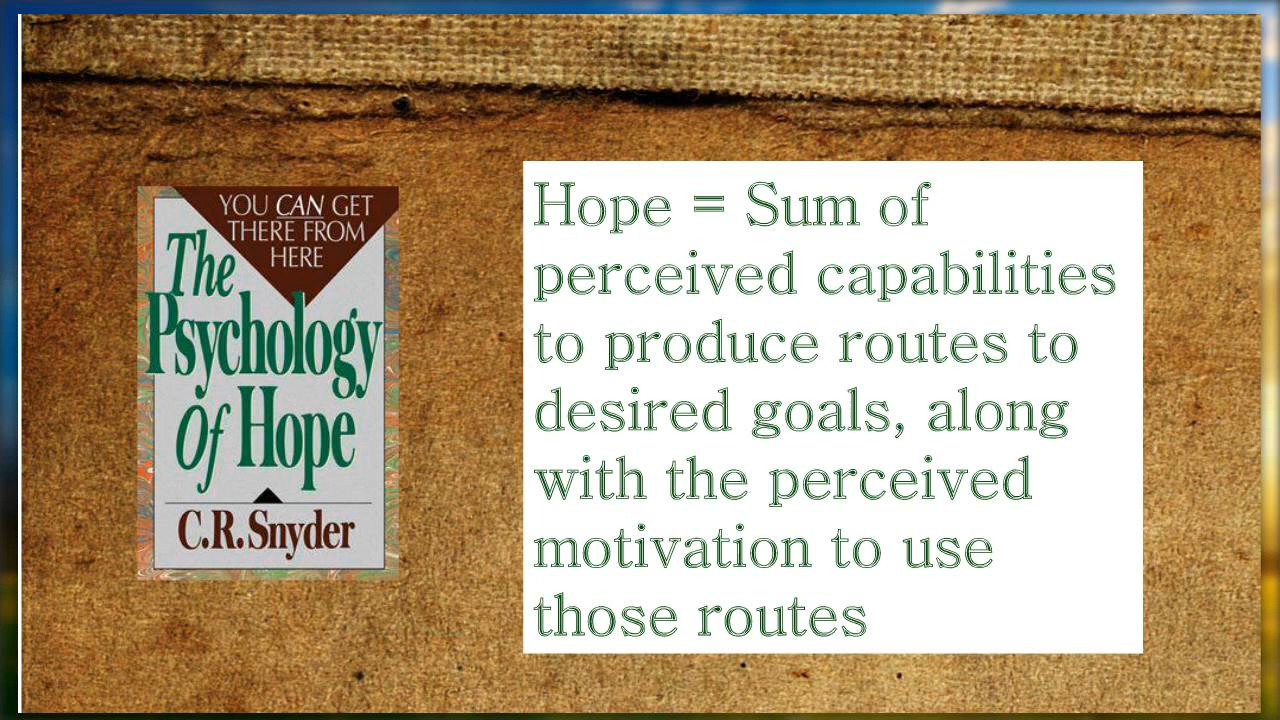 YOU CAN GET
THERE FROM
HERE
The
Psychology
Of Hope
C.R. Snyder
Hope = Sum of
perceived capabilities
to produce routes to
desired goals, along
with the perceived
motivation to use
those routes